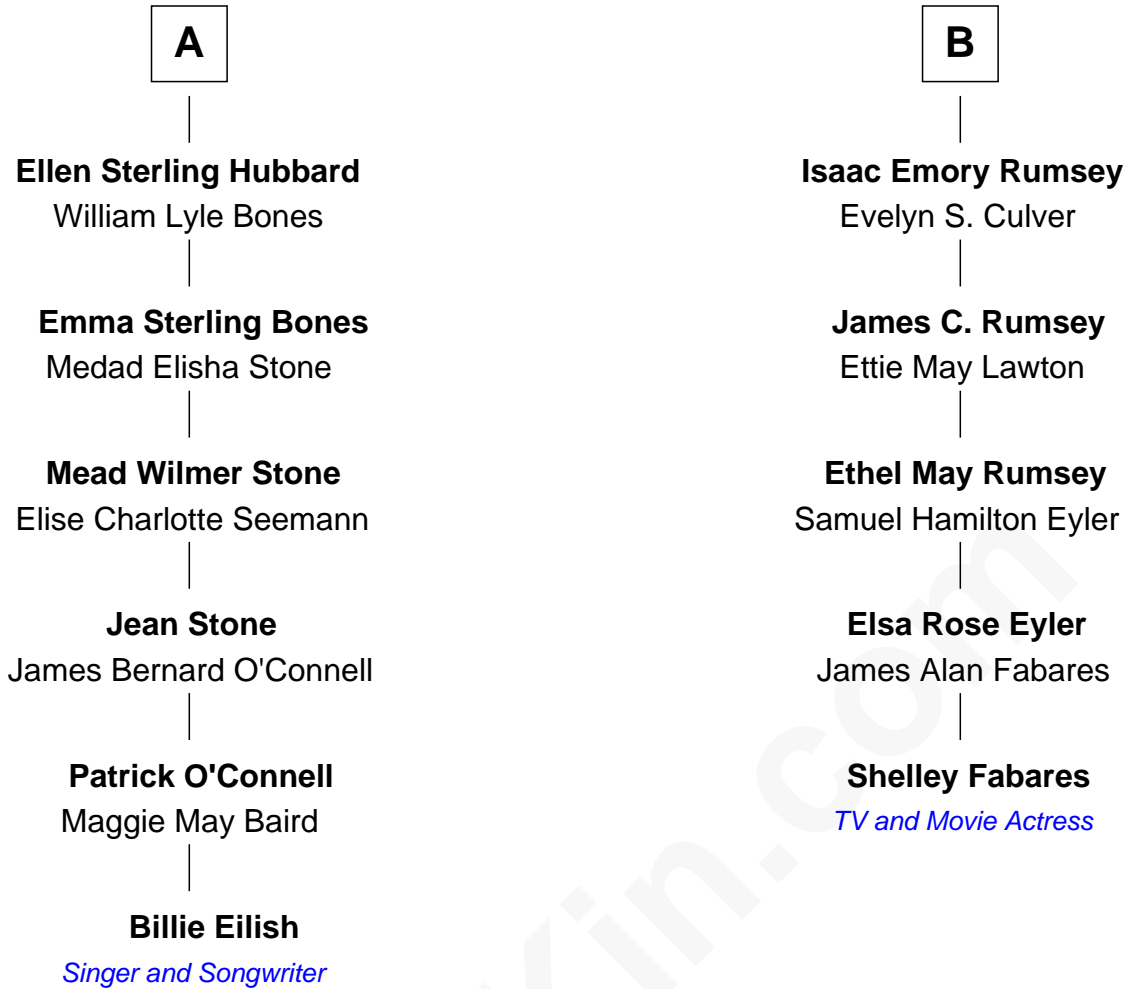 A
Ellen Sterling Hubbard
William Lyle Bones
Emma Sterling Bones
Medad Elisha Stone
Mead Wilmer Stone
Elise Charlotte Seemann
Jean Stone
James Bernard O'Connell
Patrick O'Connell
Maggie May Baird
Billie Eilish
Singer and Songwriter
B
Isaac Emory Rumsey
Evelyn S. Culver
James C. Rumsey
Ettie May Lawton
Ethel May Rumsey
Samuel Hamilton Eyler
Elsa Rose Eyler
James Alan Fabares
Shelley Fabares
TV and Movie Actress
kin.com